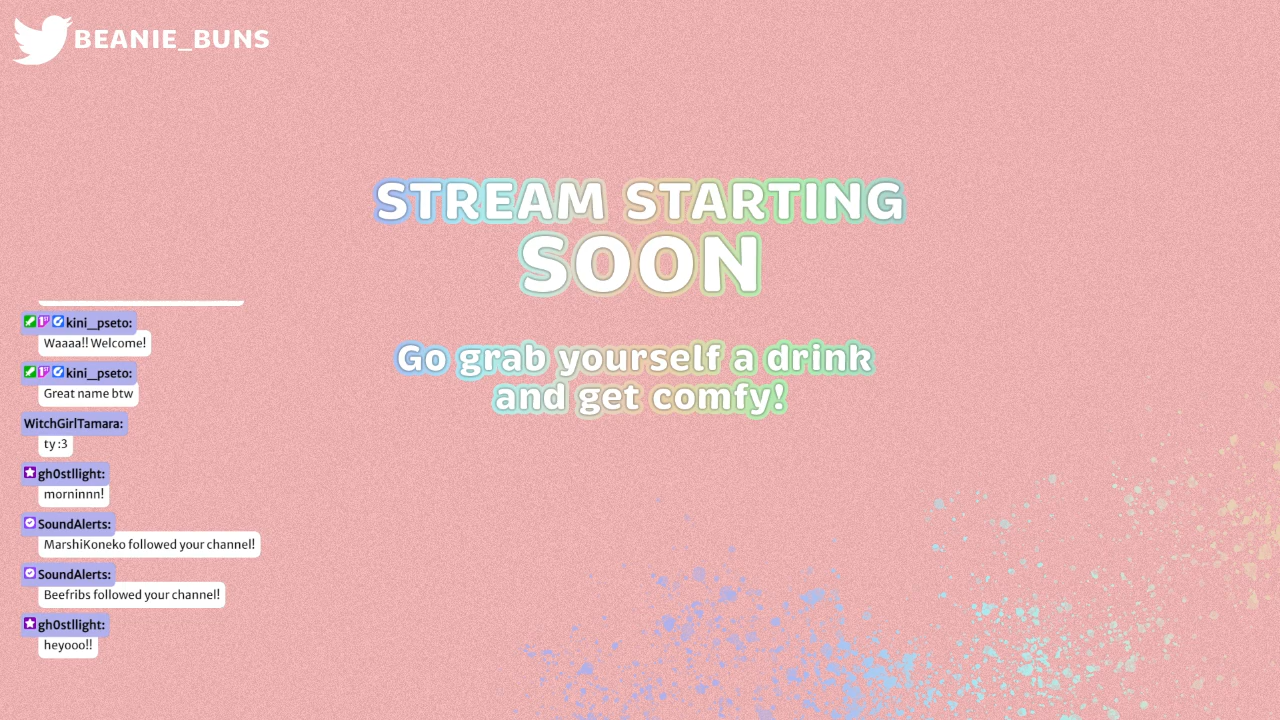 BEANIE_BUNS
STREAM STARTING
SOON
Go grab yourself a drink
and get comfy!
kini__pseto:
Waaaa!! Welcome!
kini__pseto:
Great name btw
WitchGirlTamara:
ty :3
gh0stllight:
morninnn!
SoundAlerts:
MarshiKoneko followed your channel!
SoundAlerts:
Beefribs followed your channel!
gh0stllight:
heyooo!!